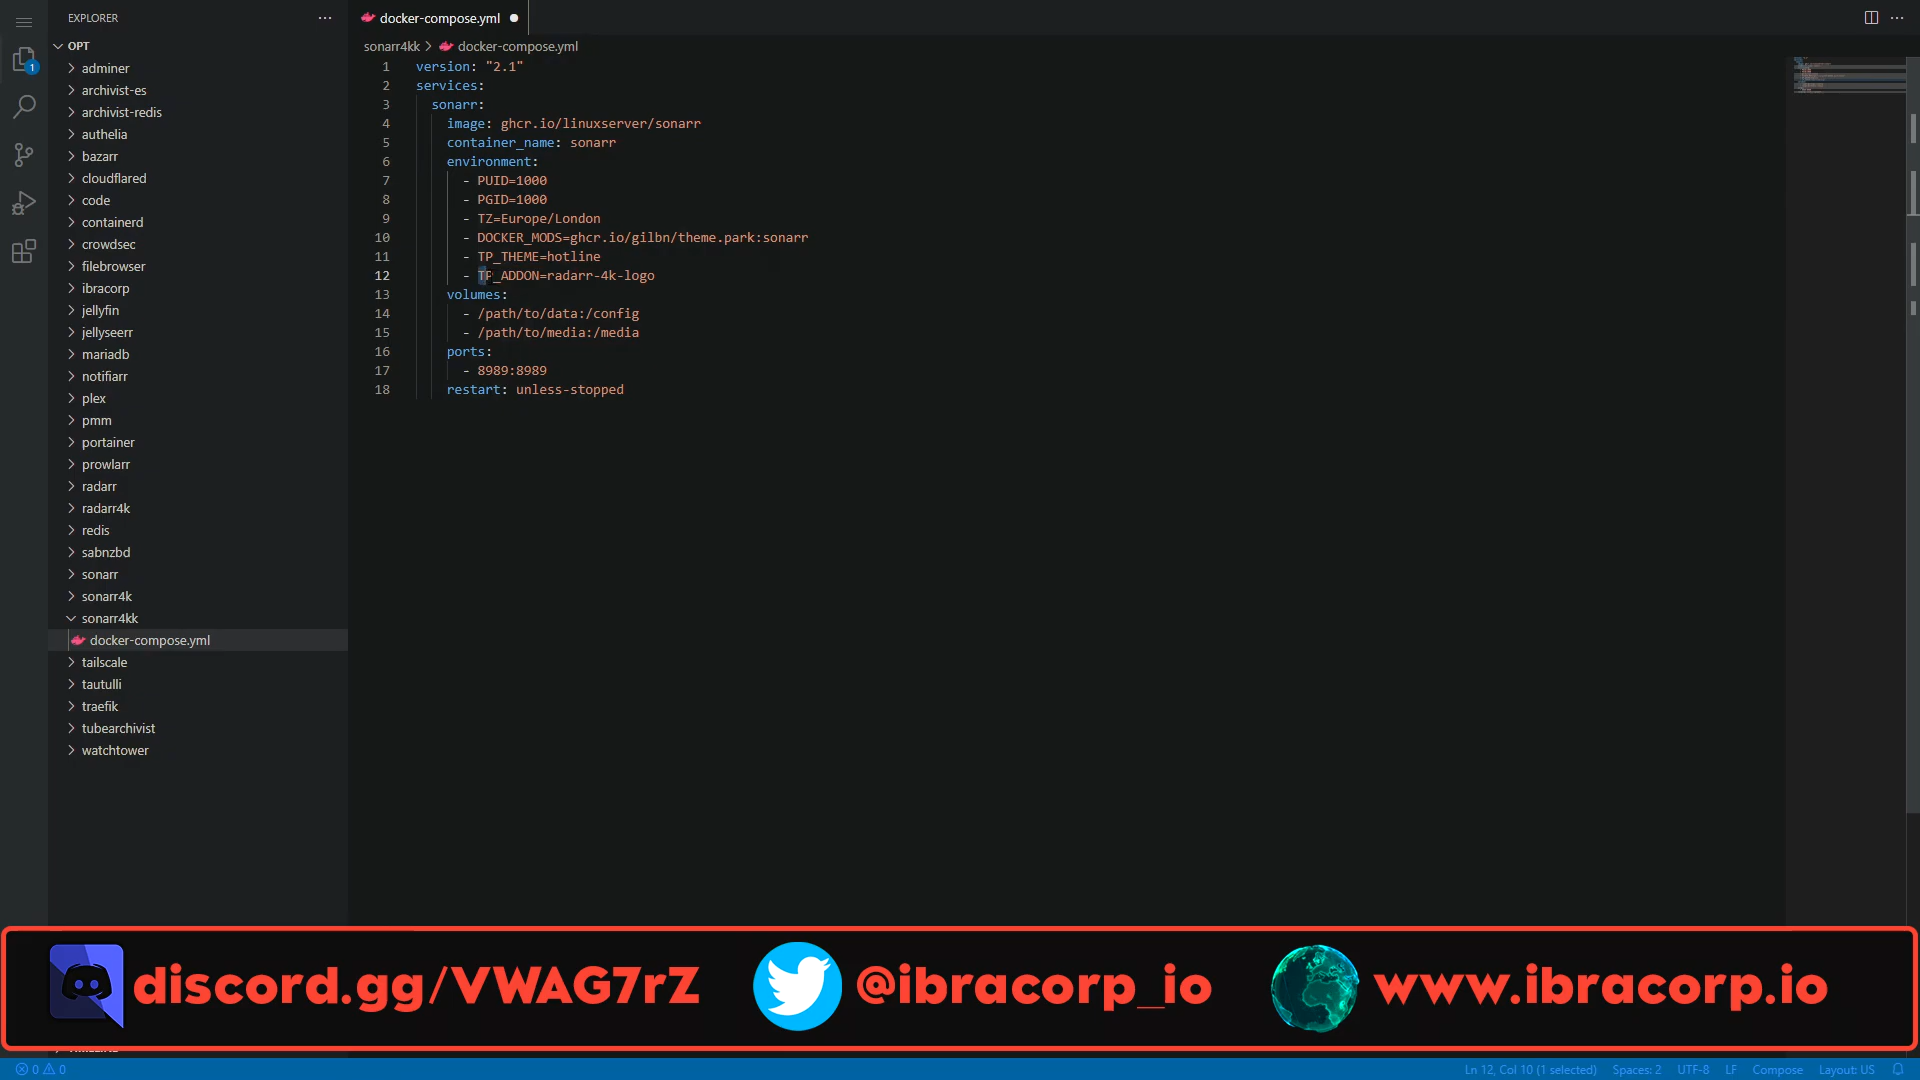 EXPLORER
OPT
adminer
archivist-es
archivist-redis
authelia
bazarr
cloudflared
code
containerd
crowdsec
filebrowser
ibracorp
jellyfin
jellyseerr
mariadb
notifiarr
plex
pmm
portainer
prowlarr
radarr
radarr4k
redis
sabnzbd
sonarr
sonarr4k
sonarr4kk
docker-compose.yml
tailscale
tautulli
traefik
tubearchivist
watchtower
1
docker-compose.yml
sonarr4kk > docker-compose.yml
1 version: "2.1"
2 services:
3 sonarr:
4 image: ghcr.io/linuxserver/sonarr
5 container_name: sonarr
6 environment:
7 - PUID=1000
8 - PGID=1000
9 - TZ=Europe/London
10 - DOCKER_MODS=ghcr.io/gilbn/theme.park:sonarr
11 - TP_THEME=hotline
12 - TP_ADDON=radarr-4k-logo
13 volumes:
14 - /path/to/data:/config
15 - /path/to/media:/media
16 ports:
17 - 8989:8989
18 restart: unless-stopped
discord.gg/VWAG7rZ
@ibracorp_io
www.ibracorp.io
0 0
Ln 12, Col 10 (1 selected) Spaces: 2 UTF-8 LF Compose Layout: US